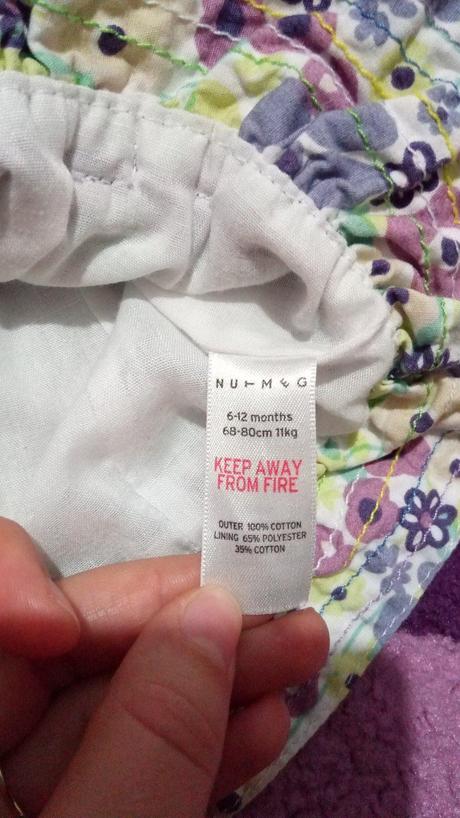 NUTMEG
6-12 months
68-80cm 11kg
KEEP AWAY
FROM FIRE
OUTER 100% COTTON
LINING 65% POLYESTER
35% COTTON